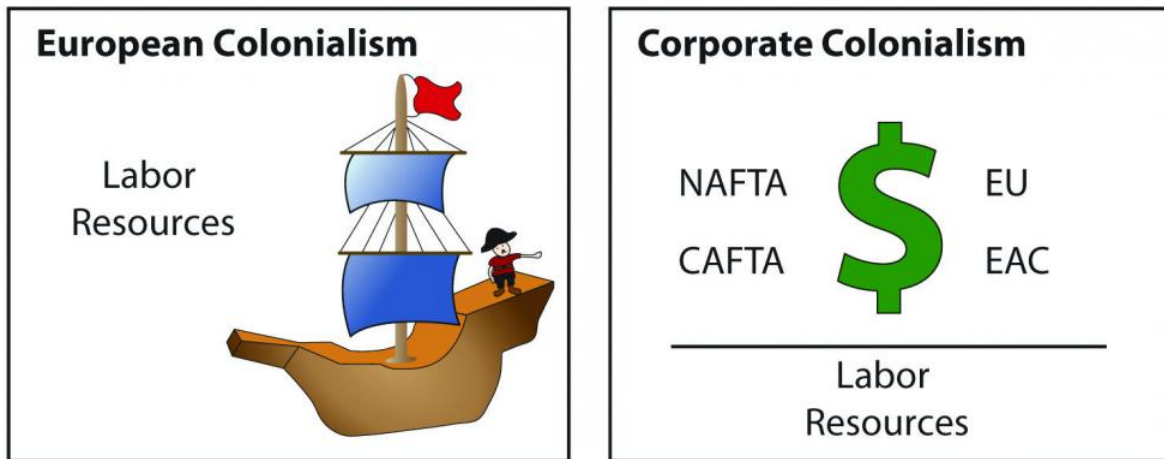 European Colonialism
Labor
Resources
Corporate Colonialism
NAFTA
EU
CAFTA
EAC
$
Labor
Resources